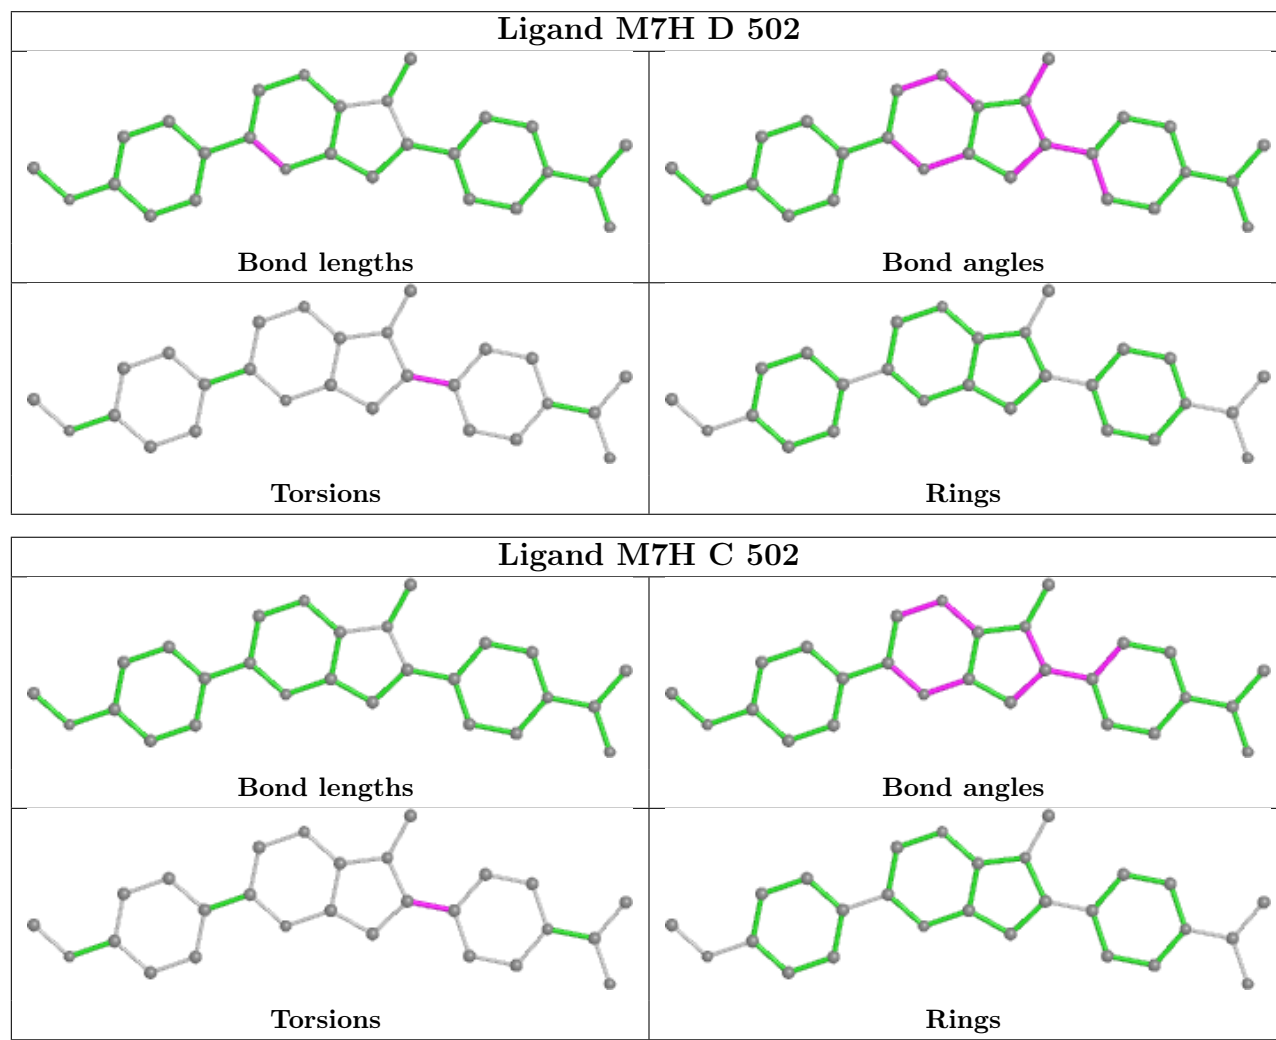 Ligand M7H D 502
Bond lengths
Bond angles
Torsions
Rings
Ligand M7H C 502
Bond lengths
Bond angles
Torsions
Rings